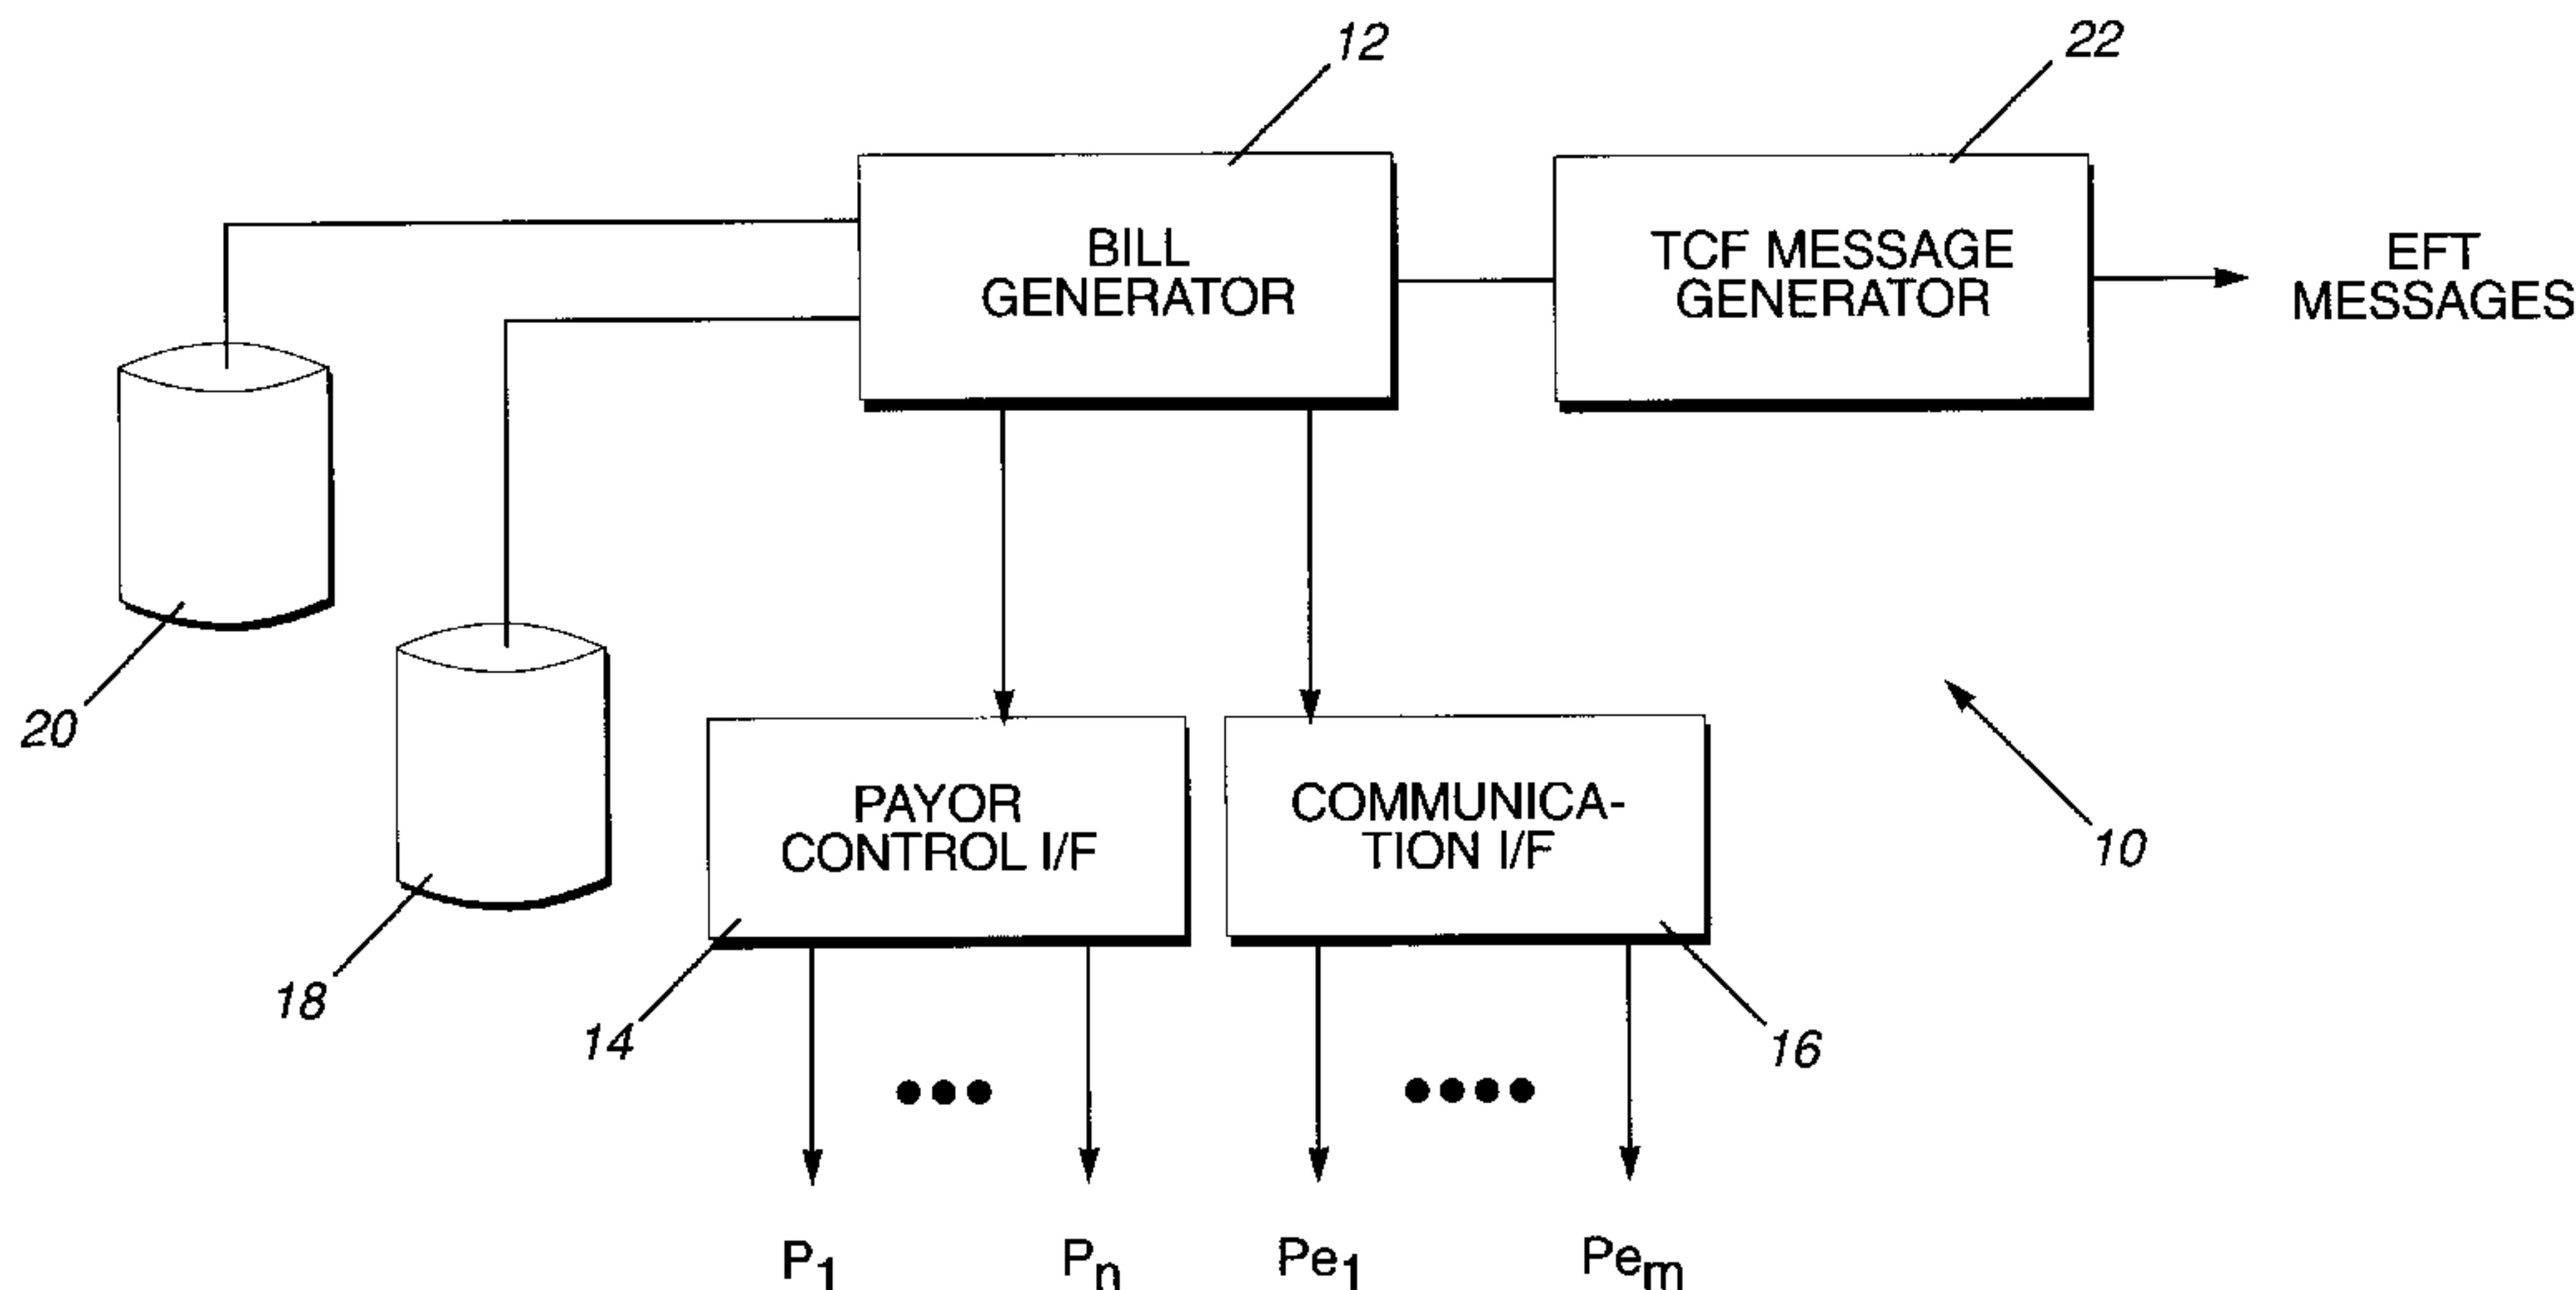 12
22
BILL
GENERATOR
TCF MESSAGE
GENERATOR
EFT
MESSAGES
20
18
PAYOR
CONTROL I/F
COMMUNICA-
TION I/F
10
14
16
P1
Pn
Pe1
Pem